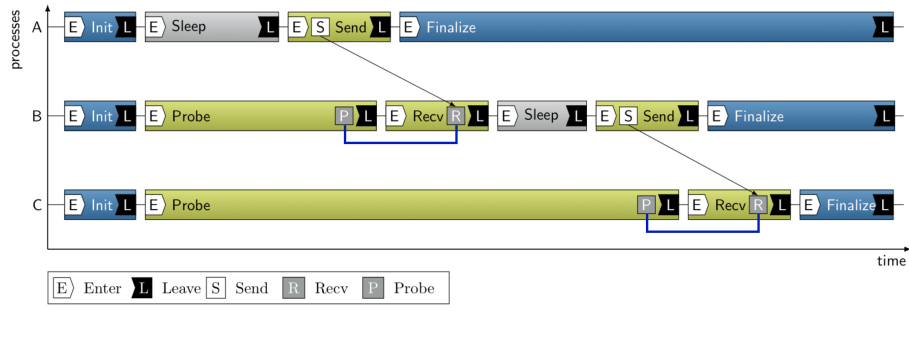 processes
A E Init L E Sleep L E S Send L E Finalize L
B E Init L E Probe P L E Recv R L E Sleep L E S Send L E Finalize L
C E Init L E Probe P L E Recv R L E Finalize L
time
E Enter L Leave S Send R Recv P Probe